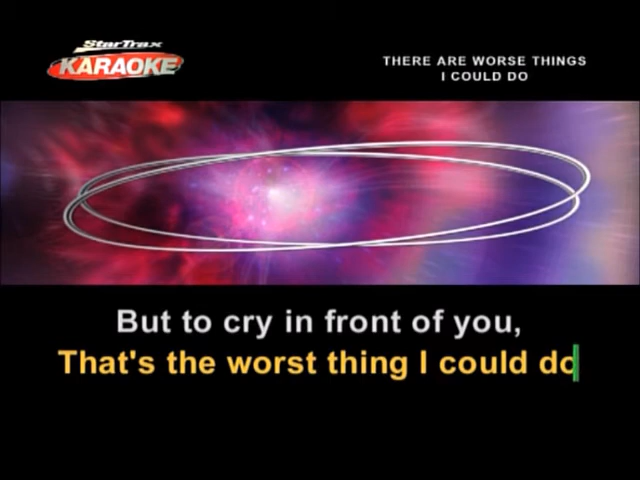 StarTrax
KARAOKE
THERE ARE WORSE THINGS
I COULD DO
But to cry in front of you,
That's the worst thing I could do